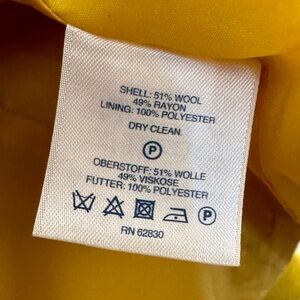 SHELL: 51% WOOL
49% RAYON
LINING: 100% POLYESTER
DRY CLEAN
P
OBERSTOFF: 51% WOLLE
49% VISKOSE
FUTTER: 100% POLYESTER
P
RN 62830